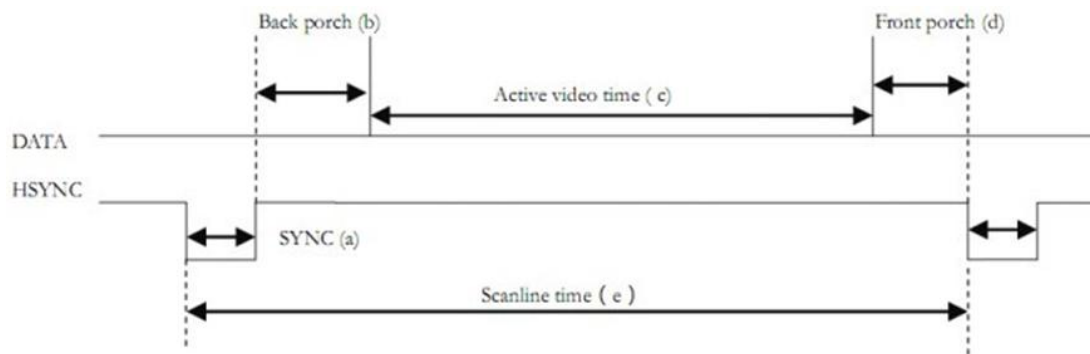 Back porch (b)
Front porch (d)
Active video time ( c)
DATA
HSYNC
SYNC (a)
Scanline time ( e )